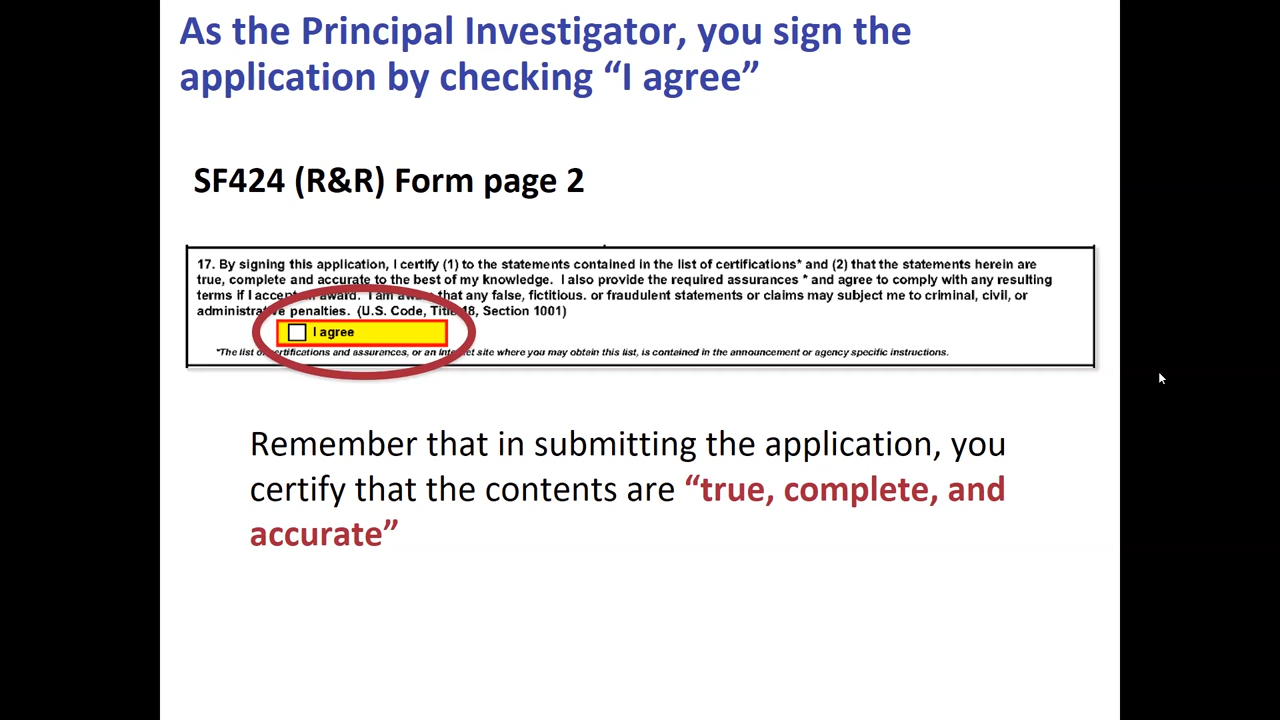 As the Principal Investigator, you sign the
application by checking “I agree”
SF424 (R&R) Form page 2
17. By signing this application, I certify (1) to the statements contained in the list of certifications* and (2) that the statements herein are
true, complete and accurate to the best of my knowledge. I also provide the required assurances * and agree to comply with any resulting
terms if I accept an award. I am aware that any false, fictitious. or fraudulent statements or claims may subject me to criminal, civil, or
administrative penalties. (U.S. Code, Title 18, Section 1001)
I agree
*The list of certifications and assurances, or an Internet site where you may obtain this list, is contained in the announcement or agency specific instructions.
Remember that in submitting the application, you
certify that the contents are “true, complete, and
accurate”